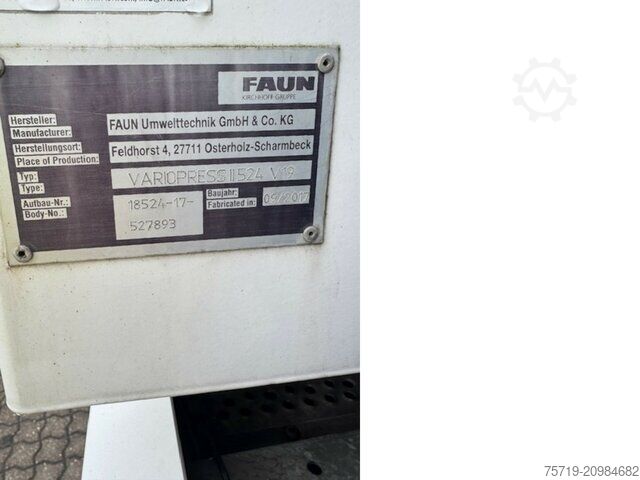 FAUN
KIRCHHOFF GRUPPE
Hersteller:
Manufacturer:
FAUN Umwelttechnik GmbH & Co. KG
Herstellungsort:
Place of Production:
Feldhorst 4, 27711 Osterholz-Scharmbeck
Typ:
Type:
VARIOPRESS II 524 V19
Aufbau-Nr.:
Body-No.:
18524-17-
527893
Baujahr:
Fabricated in:
09/2017
75719-20984682